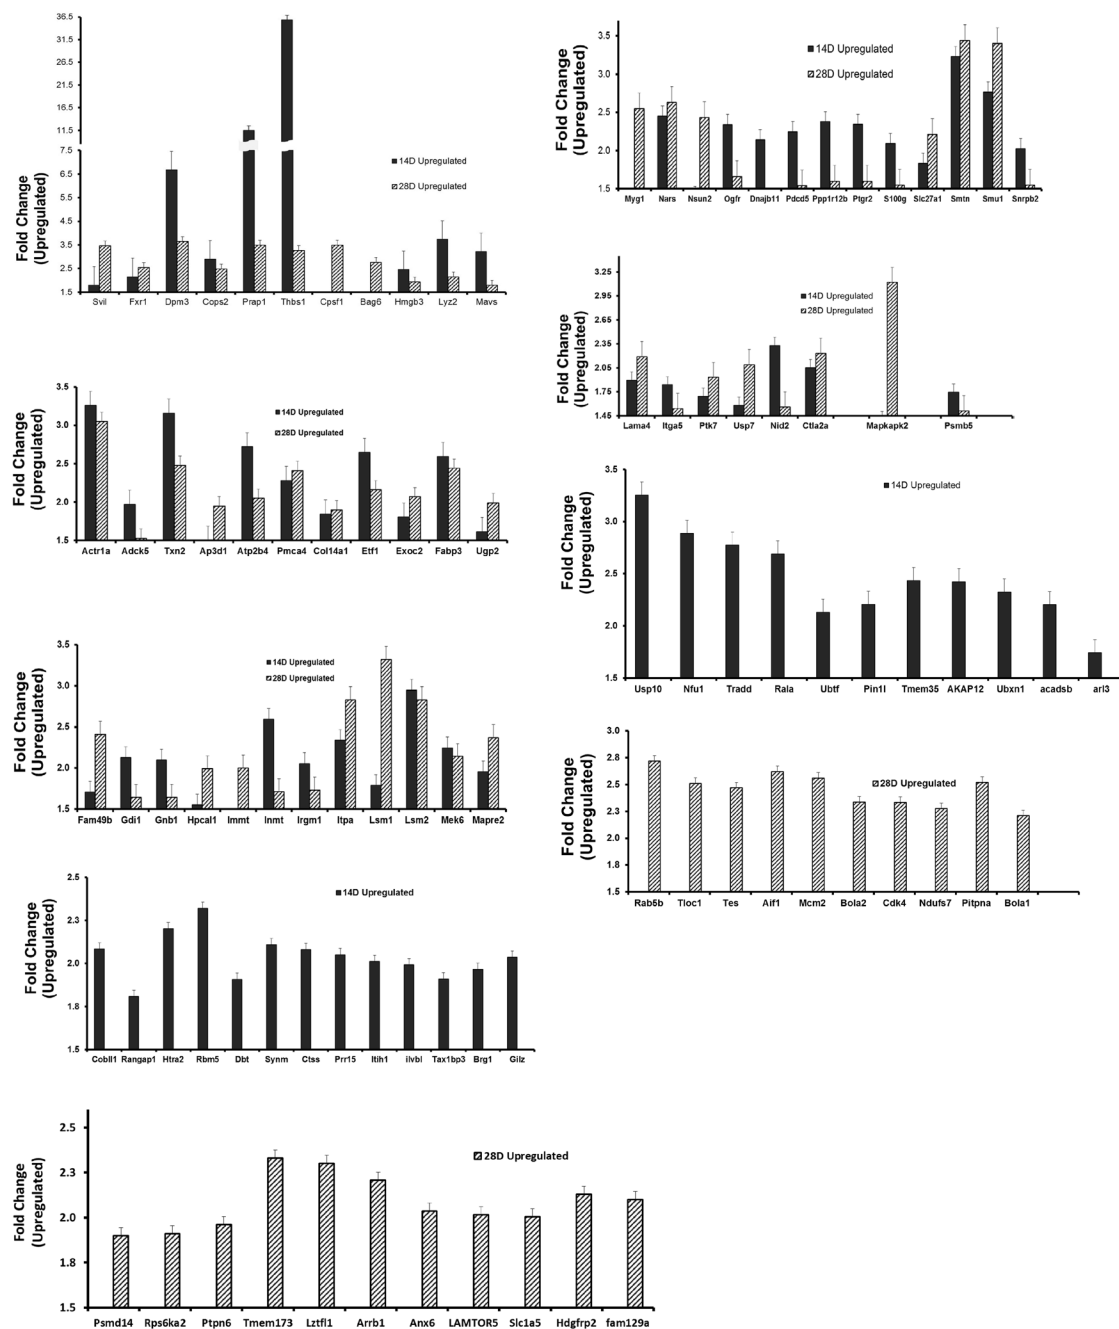 36.5
31.5
26.5
21.5
16.5
11.5
7.5
6.5
5.5
4.5
3.5
2.5
1.5
Fold Change
(Upregulated)
14D Upregulated
28D Upregulated
Svil Fxr1 Dpm3 Cops2 Prap1 Thbs1 Cpsf1 Bag6 Hmgb3 Lyz2 Mavs
3.5
3.0
2.5
2.0
1.5
Fold Change
(Upregulated)
14D Upregulated
28D Upregulated
Myg1 Nars Nsun2 Ogfr Dnajb11 Pdcd5 Ppp1r12b Ptgr2 S100g Slc27a1 Smtn Smu1 Snrpb2
3.25
2.95
2.65
2.35
2.05
1.75
1.45
Fold Change
(Upregulated)
14D Upregulated
28D Upregulated
Lama4 Itga5 Ptk7 Usp7 Nid2 Ctla2a Mapkapk2 Psmb5
3.5
3.0
2.5
2.0
1.5
Fold Change
(Upregulated)
14D Upregulated
28D Upregulated
Actr1a Adck5 Txn2 Ap3d1 Atp2b4 Pmca4 Col14a1 Etf1 Exoc2 Fabp3 Ugp2
3.5
3.0
2.5
2.0
1.5
Fold Change
(Upregulated)
14D Upregulated
Usp10 Nfu1 Tradd Rala Ubtf Pin1l Tmem35 AKAP12 Ubxn1 acadsb arl3
3.5
3.0
2.5
2.0
1.5
Fold Change
(Upregulated)
14D Upregulated
28D Upregulated
Fam49b Gdi1 Gnb1 Hpcal1 Immt Inmt Irgm1 Itpa Lsm1 Lsm2 Mek6 Mapre2
3.0
2.8
2.5
2.3
2.0
1.8
1.5
Fold Change
(Upregulated)
28D Upregulated
Rab5b Tloc1 Tes Aif1 Mcm2 Bola2 Cdk4 Ndufs7 Pitpna Bola1
2.5
2.3
2.0
1.8
1.5
Fold Change
(Upregulated)
14D Upregulated
Cobll1 Rangap1 Htra2 Rbm5 Dbt Synm Ctss Prr15 Itih1 ilvbl Tax1bp3 Brg1 Gilz
2.5
2.3
2.0
1.8
1.5
Fold Change
(Upregulated)
28D Upregulated
Psmd14 Rps6ka2 Ptpn6 Tmem173 Lztfl1 Arrb1 Anx6 LAMTOR5 Slc1a5 Hdgfrp2 fam129a